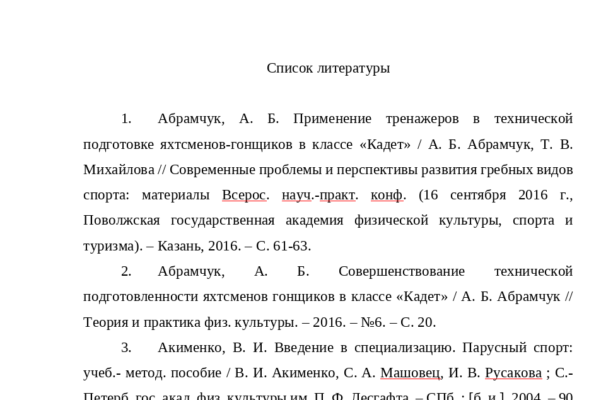 Список литературы
1. Абрамчук, А. Б. Применение тренажеров в технической
подготовке яхтсменов-гонщиков в классе «Кадет» / А. Б. Абрамчук, Т. В.
Михайлова // Современные проблемы и перспективы развития гребных видов
спорта: материалы Всерос. науч.-практ. конф. (16 сентября 2016 г.,
Поволжская государственная академия физической культуры, спорта и
туризма). – Казань, 2016. – С. 61-63.
2. Абрамчук, А. Б. Совершенствование технической
подготовленности яхтсменов гонщиков в классе «Кадет» / А. Б. Абрамчук //
Теория и практика физ. культуры. – 2016. – №6. – С. 20.
3. Акименко, В. И. Введение в специализацию. Парусный спорт:
учеб.- метод. пособие / В. И. Акименко, С. А. Машовец, И. В. Русакова ; С.-
Петерб. гос. акад. физ. культуры им. П. Ф. Лесгафта. – СПб. : [б. и.], 2004. – 90